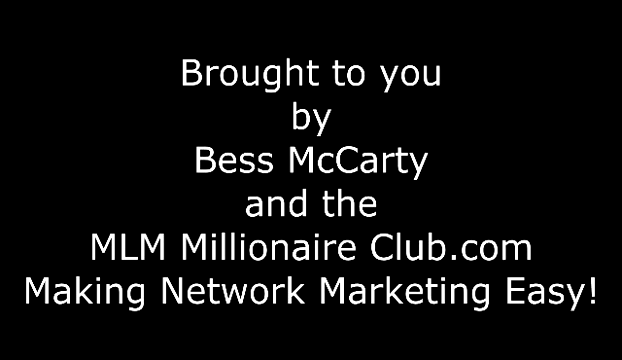 Brought to you
by
Bess McCarty
and the
MLM Millionaire Club.com
Making Network Marketing Easy!